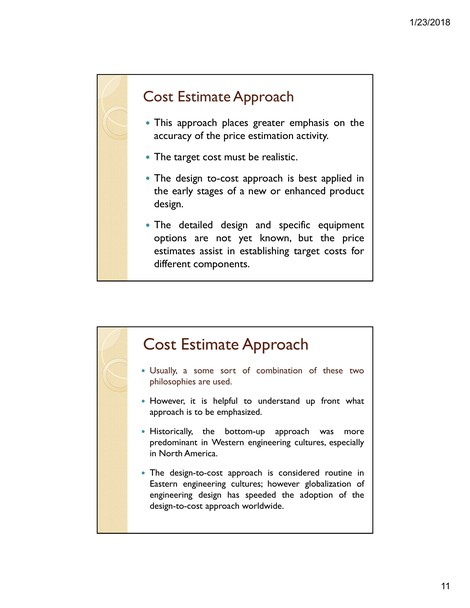 1/23/2018
Cost Estimate Approach
This approach places greater emphasis on the
accuracy of the price estimation activity.
The target cost must be realistic.
The design to-cost approach is best applied in
the early stages of a new or enhanced product
design.
The detailed design and specific equipment
options are not yet known, but the price
estimates assist in establishing target costs for
different components.
Cost Estimate Approach
Usually, a some sort of combination of these two
philosophies are used.
However, it is helpful to understand up front what
approach is to be emphasized.
Historically, the bottom-up approach was more
predominant in Western engineering cultures, especially
in North America.
The design-to-cost approach is considered routine in
Eastern engineering cultures; however globalization of
engineering design has speeded the adoption of the
design-to-cost approach worldwide.
11